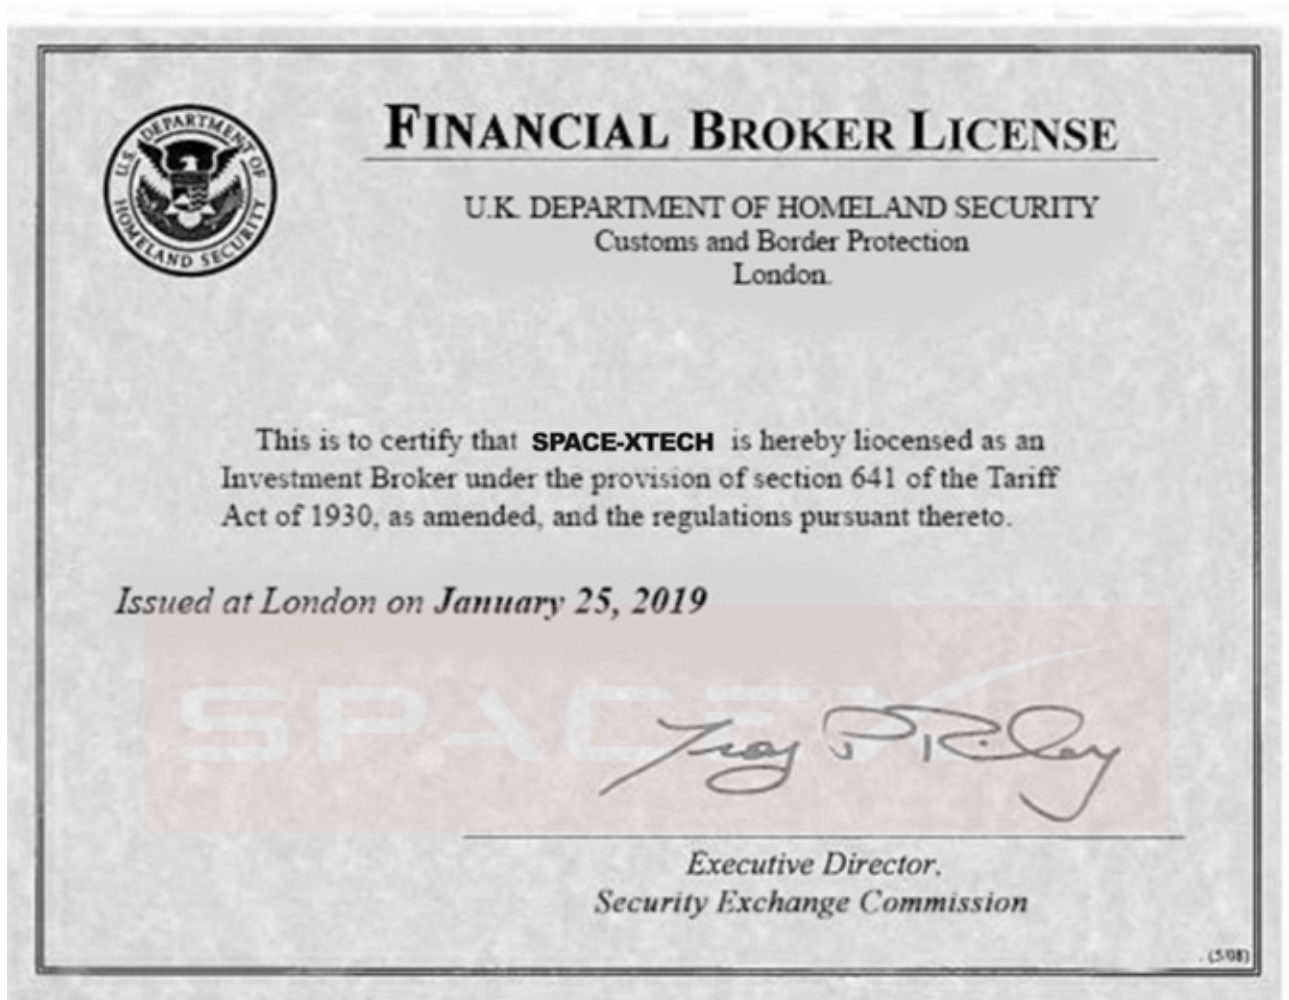 U.S. DEPARTMENT OF HOMELAND SECURITY
FINANCIAL BROKER LICENSE
U.K. DEPARTMENT OF HOMELAND SECURITY
Customs and Border Protection
London.
This is to certify that SPACE-XTECH is hereby liocensed as an
Investment Broker under the provision of section 641 of the Tariff
Act of 1930, as amended, and the regulations pursuant thereto.
Issued at London on January 25, 2019
SPACEX
Troy P Riley
Executive Director.
Security Exchange Commission
. (5/08)